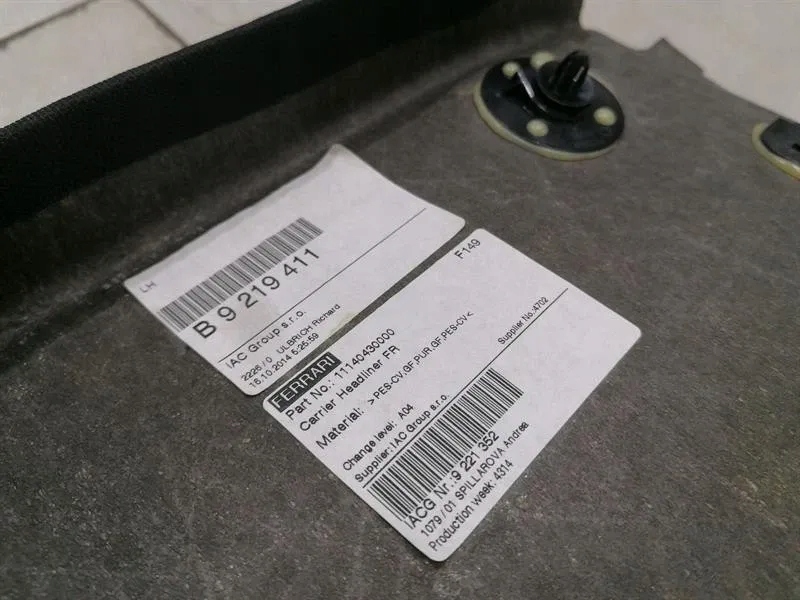 LH
B 9 219 411
IAC Group s.r.o.
2226 / 0 ULBRICH Richard
16.10.2014 5:25:59
F149
FERRARI
Part No.: 11140430000
Carrier Headliner FR
Material: >PES-CV,GF,PUR,GF,PES-CV<
Change level: A04
Supplier: IAC Group s.r.o.
Supplier No.:4702
IACG Nr.:9 221 352
1079 / 01 SPILLAROVA Andrea
Production week: 4314